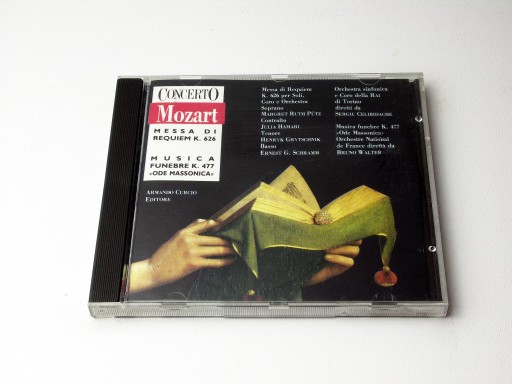 CONCERTO
Mozart
MESSA DI
REQUIEM K. 626
MUSICA
FUNEBRE K. 477
«ODE MASSONICA»
ARMANDO CURCIO
EDITORE
Messa di Requiem
K. 626 per Soli,
Coro e Orchestra
Soprano
MARGRET RUTH PÜTZ
Contralto
JULIA HAMARI
Tenore
HENRYK GRYTSCHNIK
Basso
ERNEST G. SCHRAMM
Orchestra sinfonica
e Coro della RAI
di Torino
diretti da
SERGIU CELIBIDACHE
Musica funebre K. 477
«Ode Massonica»
Orchestre National
de France diretta da
BRUNO WALTER